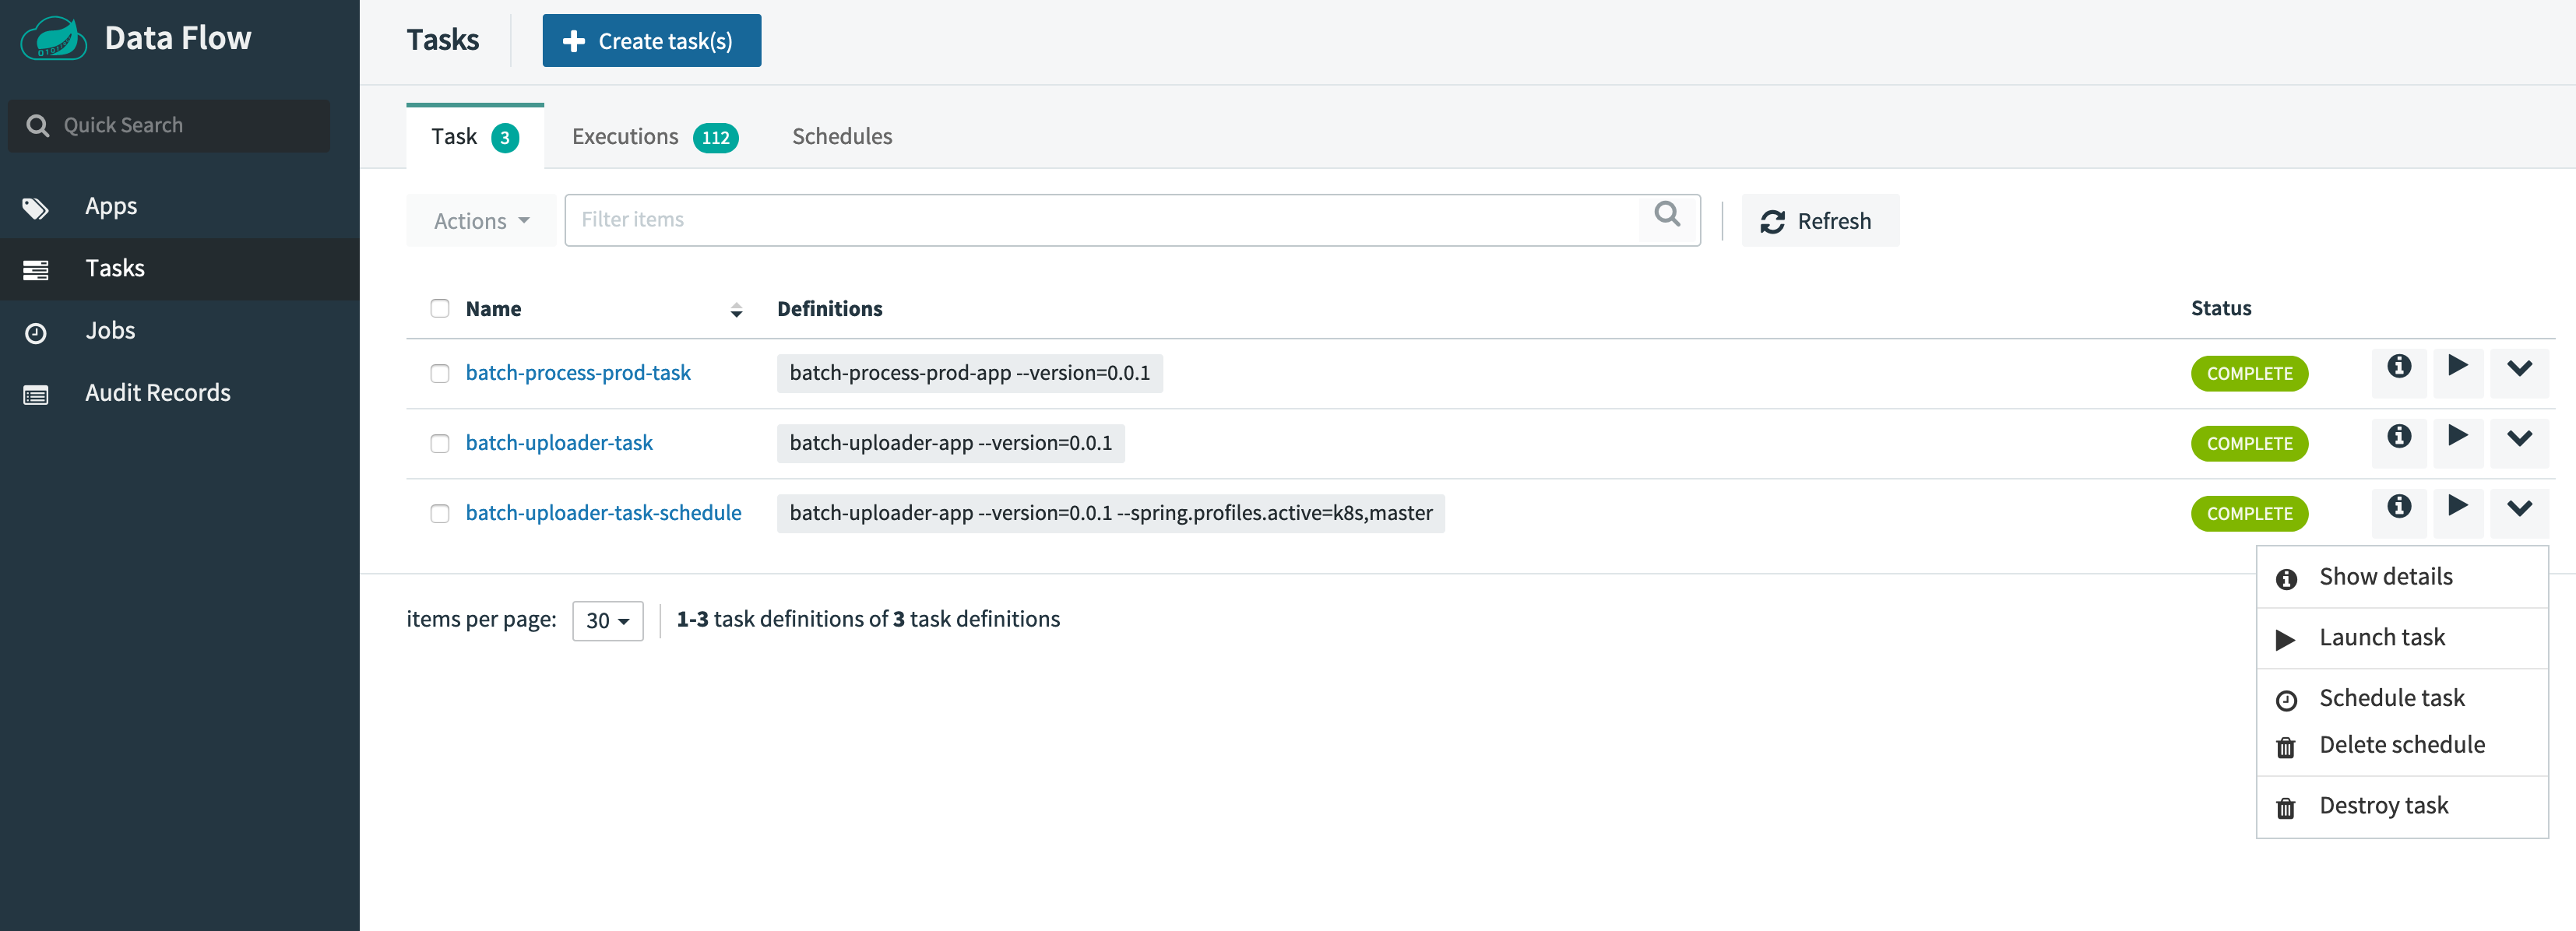 Data Flow
Quick Search
Apps
Tasks
Jobs
Audit Records
Tasks
Create task(s)
Task 3 Executions 112 Schedules
Actions Filter items Refresh
Name Definitions Status
batch-process-prod-task batch-process-prod-app --version=0.0.1 COMPLETE
batch-uploader-task batch-uploader-app --version=0.0.1 COMPLETE
batch-uploader-task-schedule batch-uploader-app --version=0.0.1 --spring.profiles.active=k8s,master COMPLETE
Show details
Launch task
Schedule task
Delete schedule
Destroy task
items per page: 30 1-3 task definitions of 3 task definitions